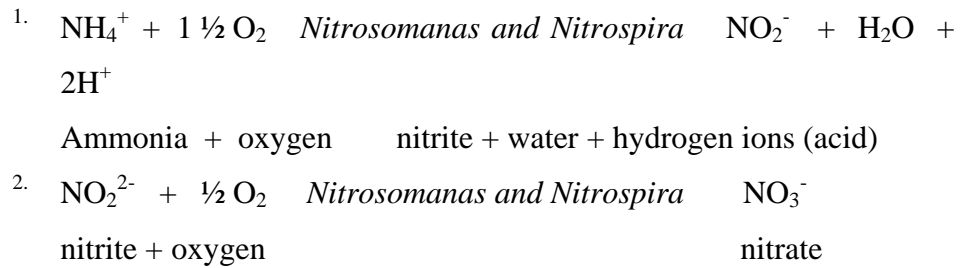 1. NH₄⁺ + 1 ½ O₂ Nitrosomanas and Nitrospira NO₂⁻ + H₂O +
2H⁺
Ammonia + oxygen nitrite + water + hydrogen ions (acid)
2. NO₂²⁻ + ½ O₂ Nitrosomanas and Nitrospira NO₃⁻
nitrite + oxygen nitrate